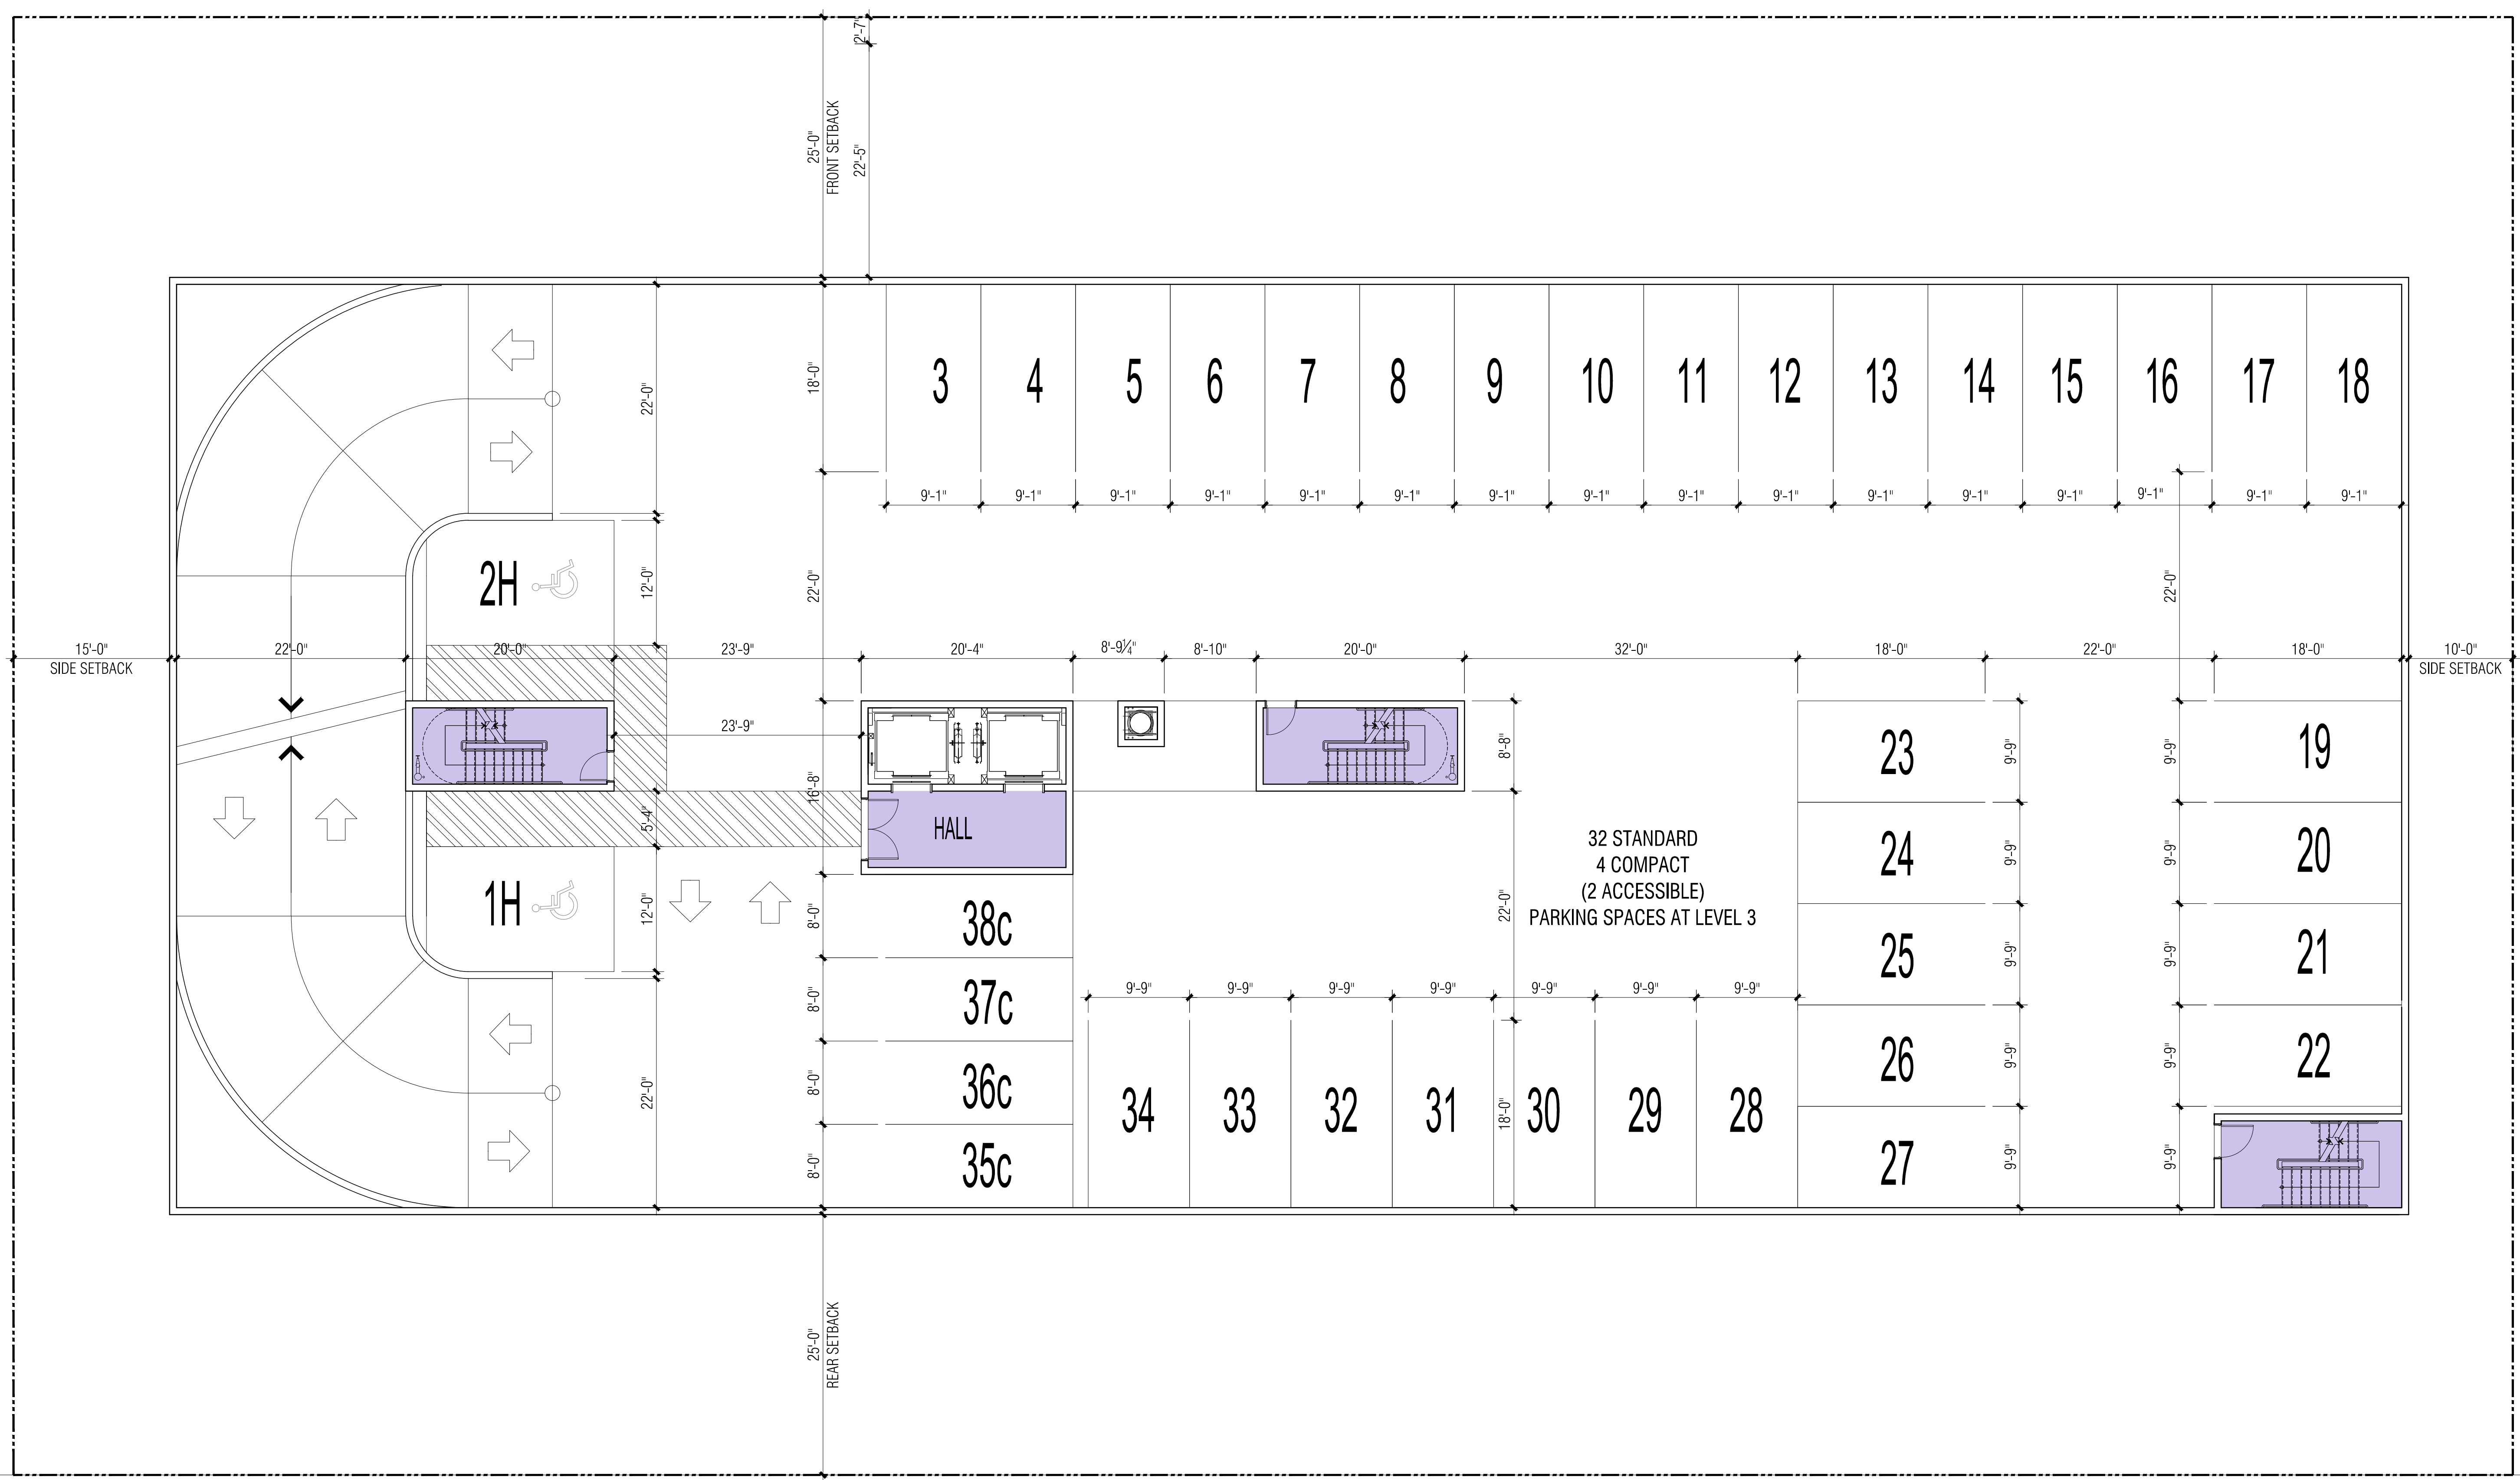 2'-7"
25'-0"
FRONT SETBACK
22'-5"
18'-0"
22'-0"
3 4 5 6 7 8 9 10 11 12 13 14 15 16 17 18
9'-1" 9'-1" 9'-1" 9'-1" 9'-1" 9'-1" 9'-1" 9'-1" 9'-1" 9'-1" 9'-1" 9'-1" 9'-1" 9'-1" 9'-1" 9'-1"
2H
12'-0"
22'-0"
22'-0"
15'-0" 22'-0" 20'-0" 23'-9" 20'-4" 8'-9¼" 8'-10" 20'-0" 32'-0" 18'-0" 22'-0" 18'-0" 10'-0"
SIDE SETBACK
SIDE SETBACK
23'-9"
8'-8"
23
9'-9"
9'-9"
19
16'-8"
5'-4"
HALL
32 STANDARD
4 COMPACT
(2 ACCESSIBLE)
PARKING SPACES AT LEVEL 3
24
9'-9"
9'-9"
20
1H
12'-0"
8'-0"
38c
22'-0"
25
9'-9"
9'-9"
21
8'-0"
37c
9'-9" 9'-9" 9'-9" 9'-9" 9'-9" 9'-9" 9'-9"
26
9'-9"
9'-9"
22
22'-0"
8'-0"
36c
34 33 32 31
18'-0"
30 29 28
8'-0"
35c
27
9'-9"
9'-9"
25'-0"
REAR SETBACK